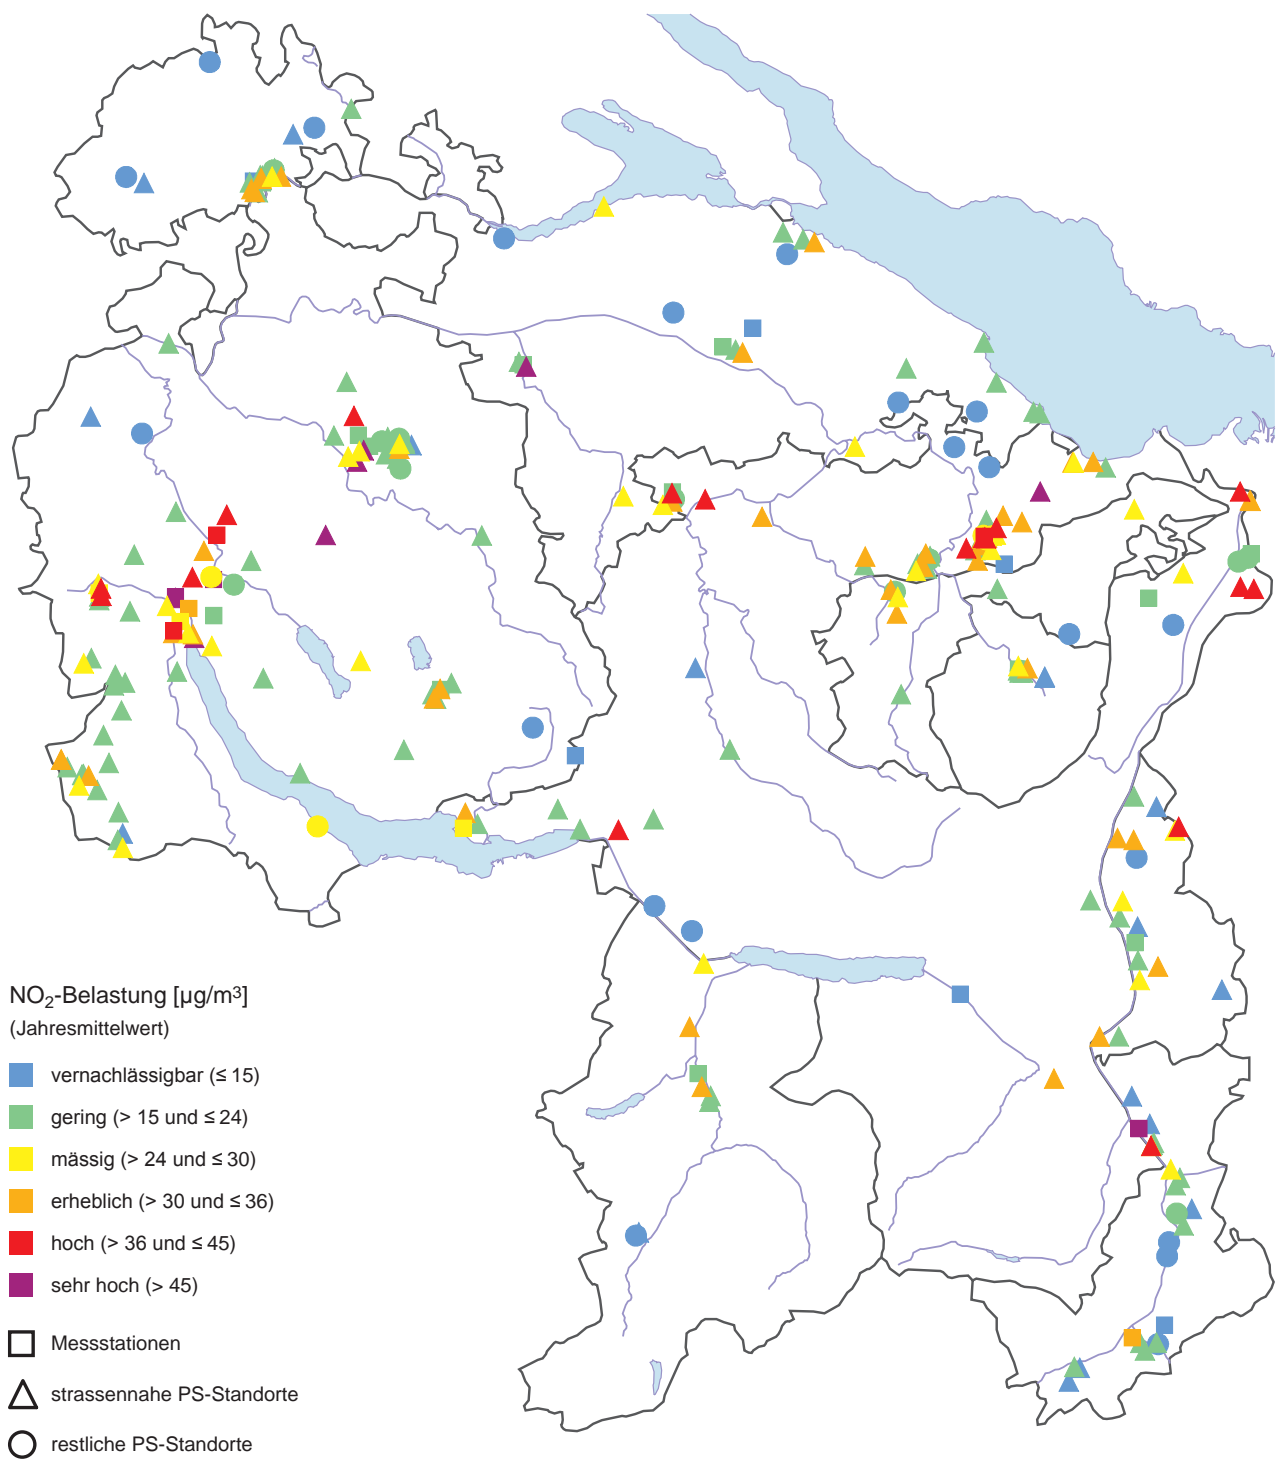 NO₂-Belastung [µg/m³]
(Jahresmittelwert)
vernachlässigbar (≤ 15)
gering (> 15 und ≤ 24)
mässig (> 24 und ≤ 30)
erheblich (> 30 und ≤ 36)
hoch (> 36 und ≤ 45)
sehr hoch (> 45)
Messstationen
strassennahe PS-Standorte
restliche PS-Standorte